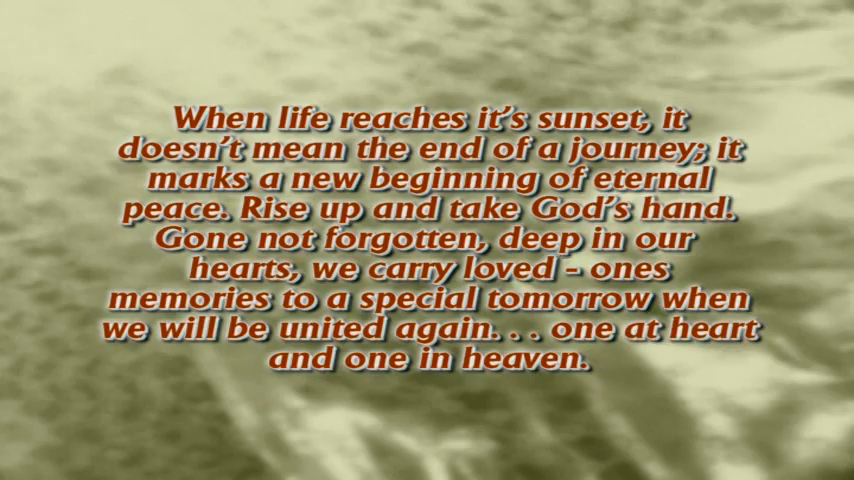 When life reaches it's sunset, it
doesn't mean the end of a journey; it
marks a new beginning of eternal
peace. Rise up and take God's hand.
Gone not forgotten, deep in our
hearts, we carry loved - ones
memories to a special tomorrow when
we will be united again. . . one at heart
and one in heaven.